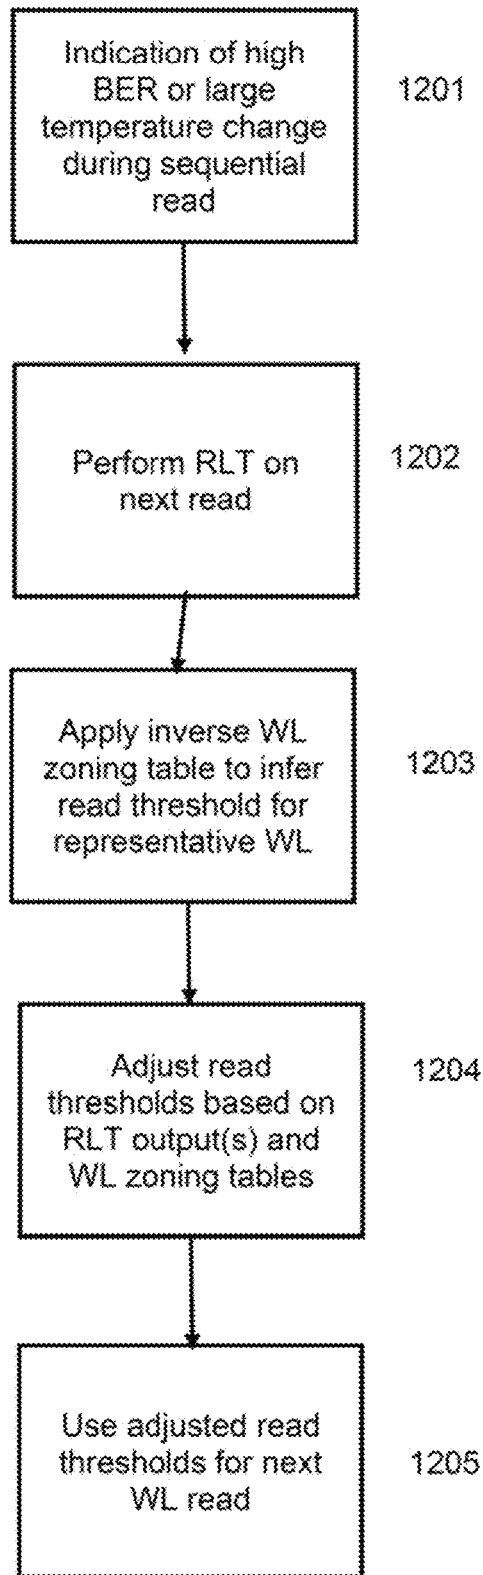 Indication of high
BER or large
temperature change
during sequential
read
1201
Perform RLT on
next read
1202
Apply inverse WL
zoning table to infer
read threshold for
representative WL
1203
Adjust read
thresholds based on
RLT output(s) and
WL zoning tables
1204
Use adjusted read
thresholds for next
WL read
1205